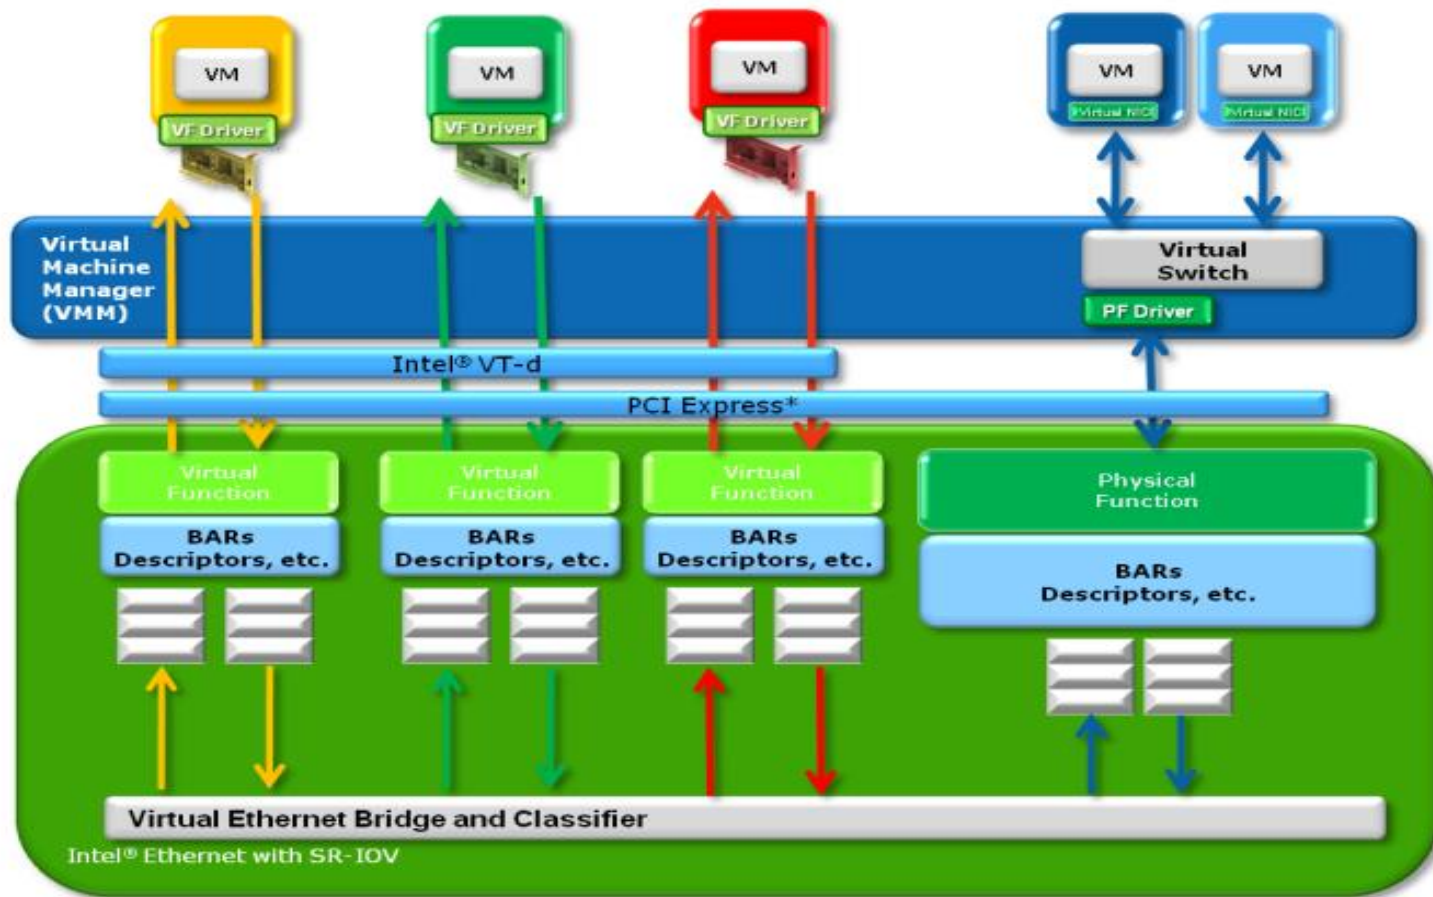 VM
VF Driver
VM
VF Driver
VM
VF Driver
VM
Virtual NIC
VM
Virtual NIC
Virtual
Machine
Manager
(VMM)
Virtual
Switch
PF Driver
Intel® VT-d
PCI Express*
Virtual
Function
BARs
Descriptors, etc.
Virtual
Function
BARs
Descriptors, etc.
Virtual
Function
BARs
Descriptors, etc.
Physical
Function
BARs
Descriptors, etc.
Virtual Ethernet Bridge and Classifier
Intel® Ethernet with SR-IOV